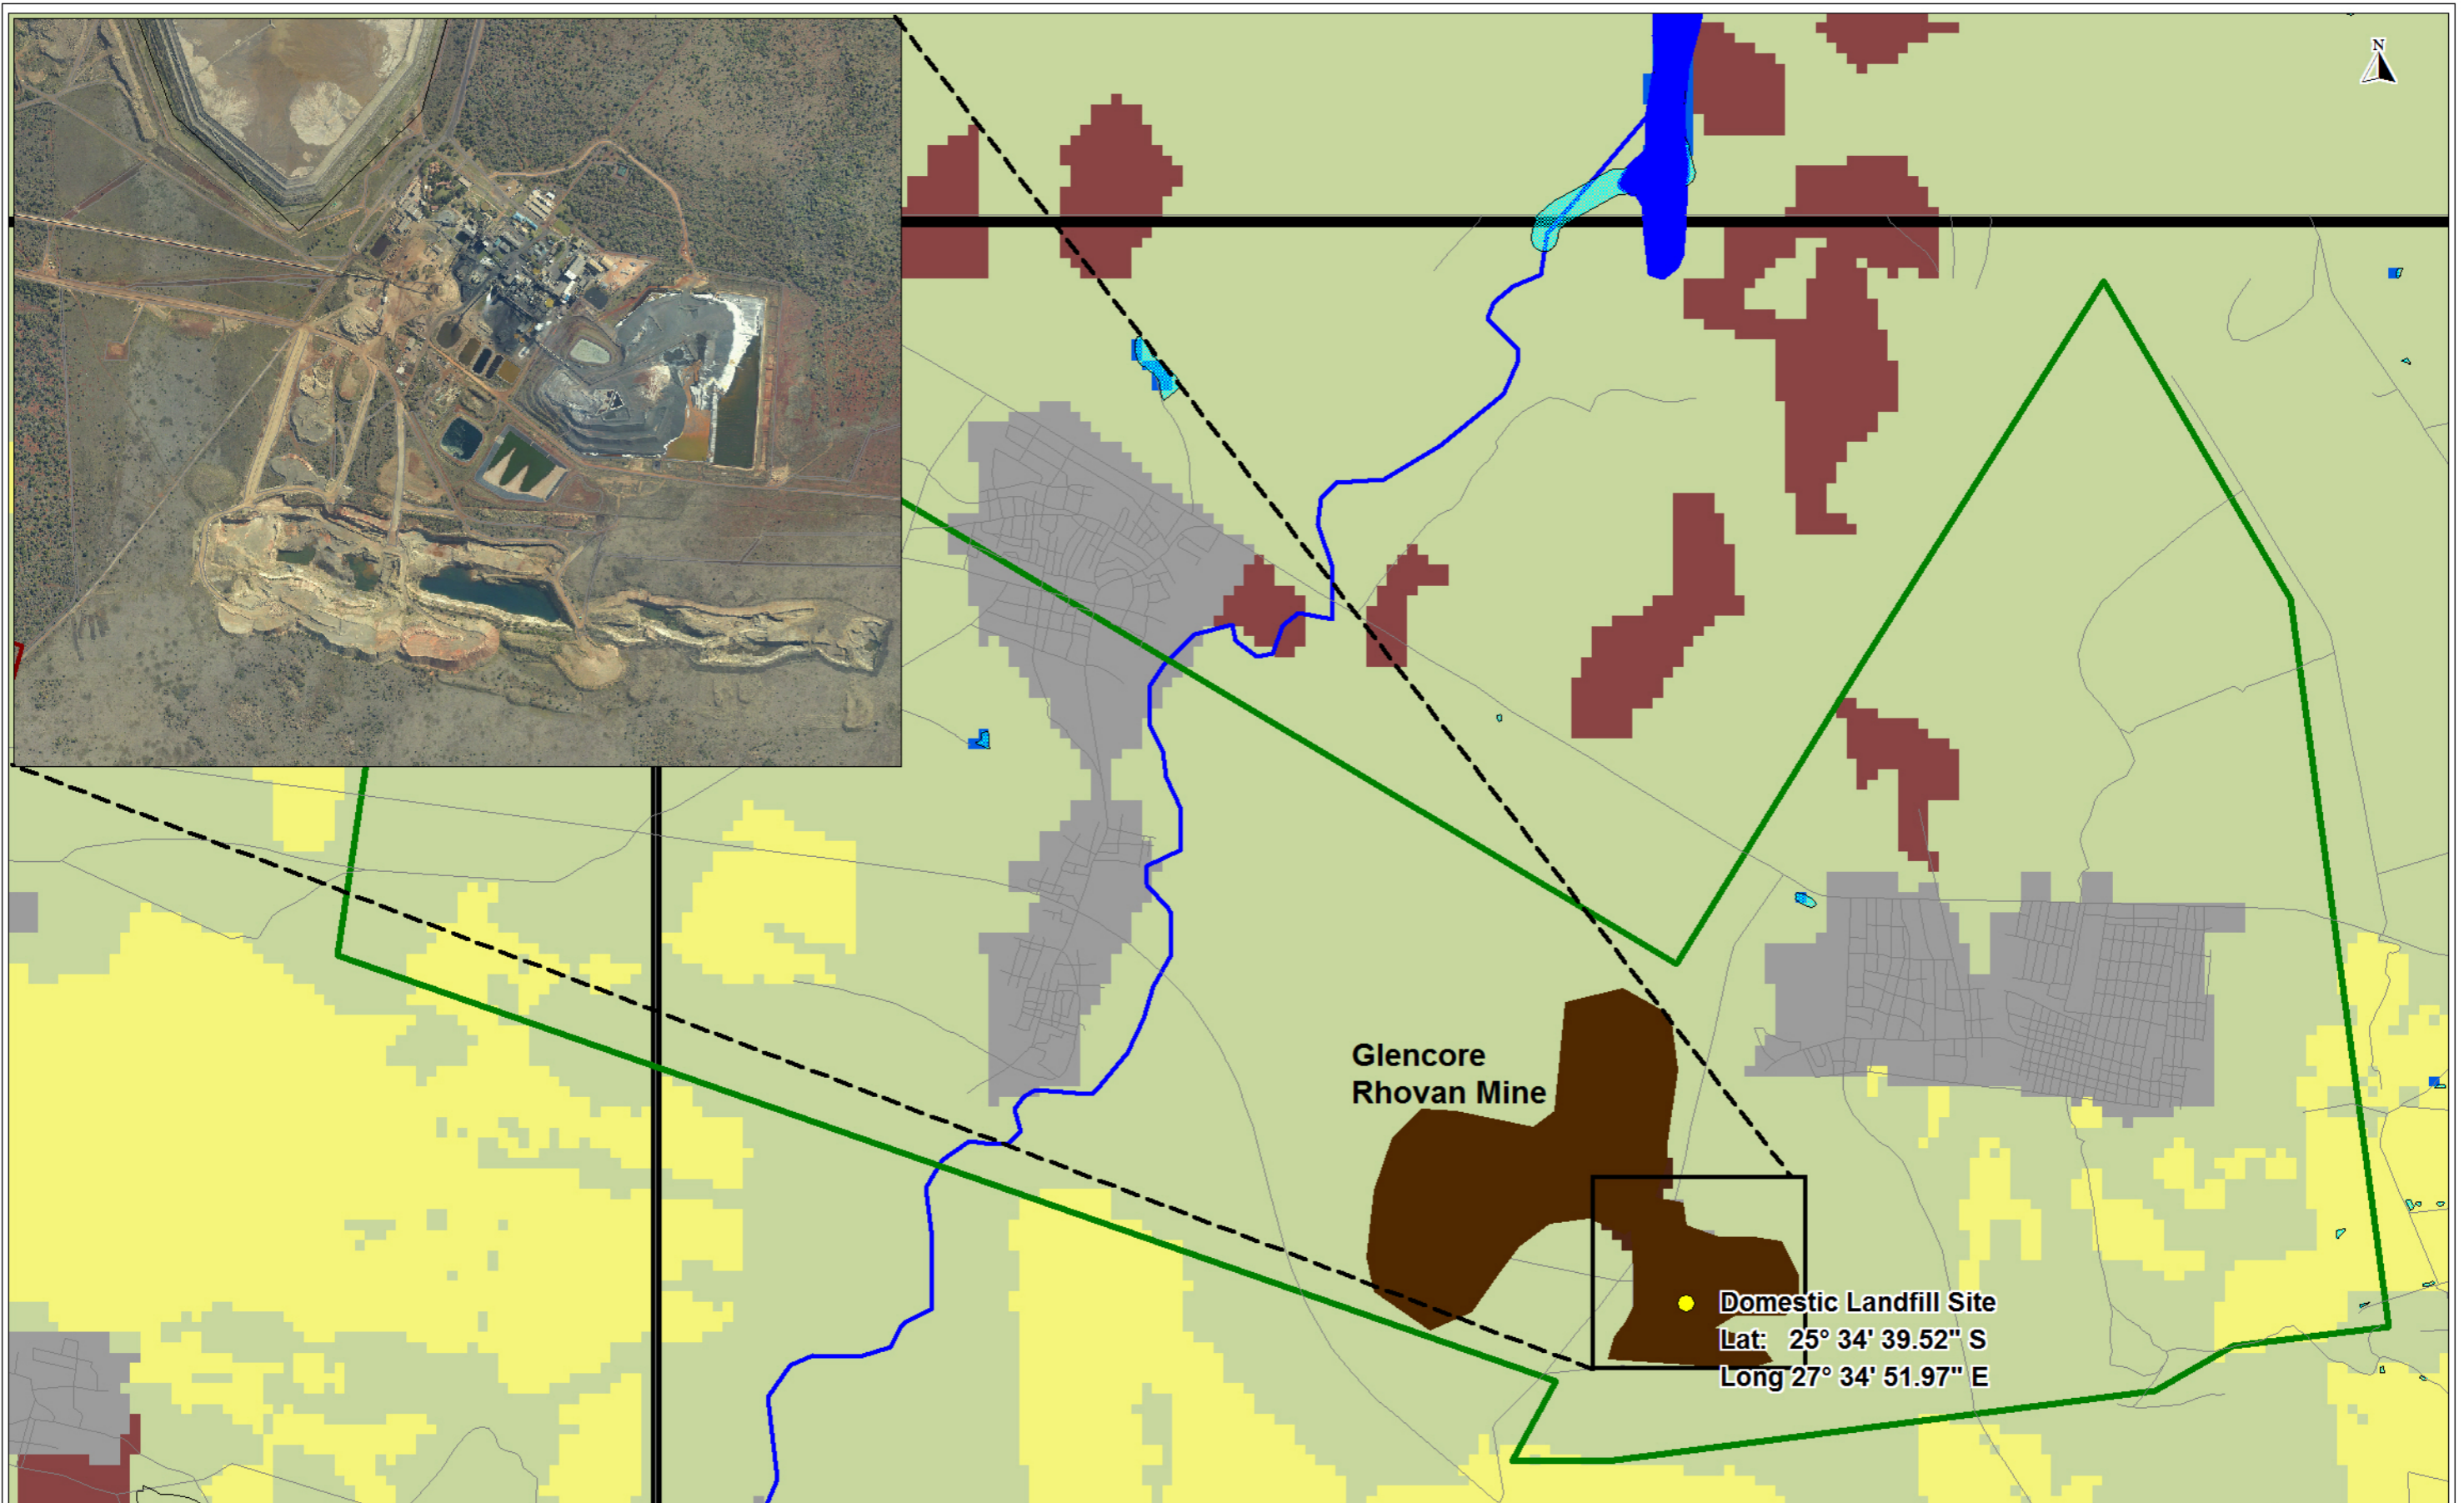 N
Glencore
Rhovan Mine
Domestic Landfill Site
Lat: 25° 34' 39.52" S
Long 27° 34' 51.97" E